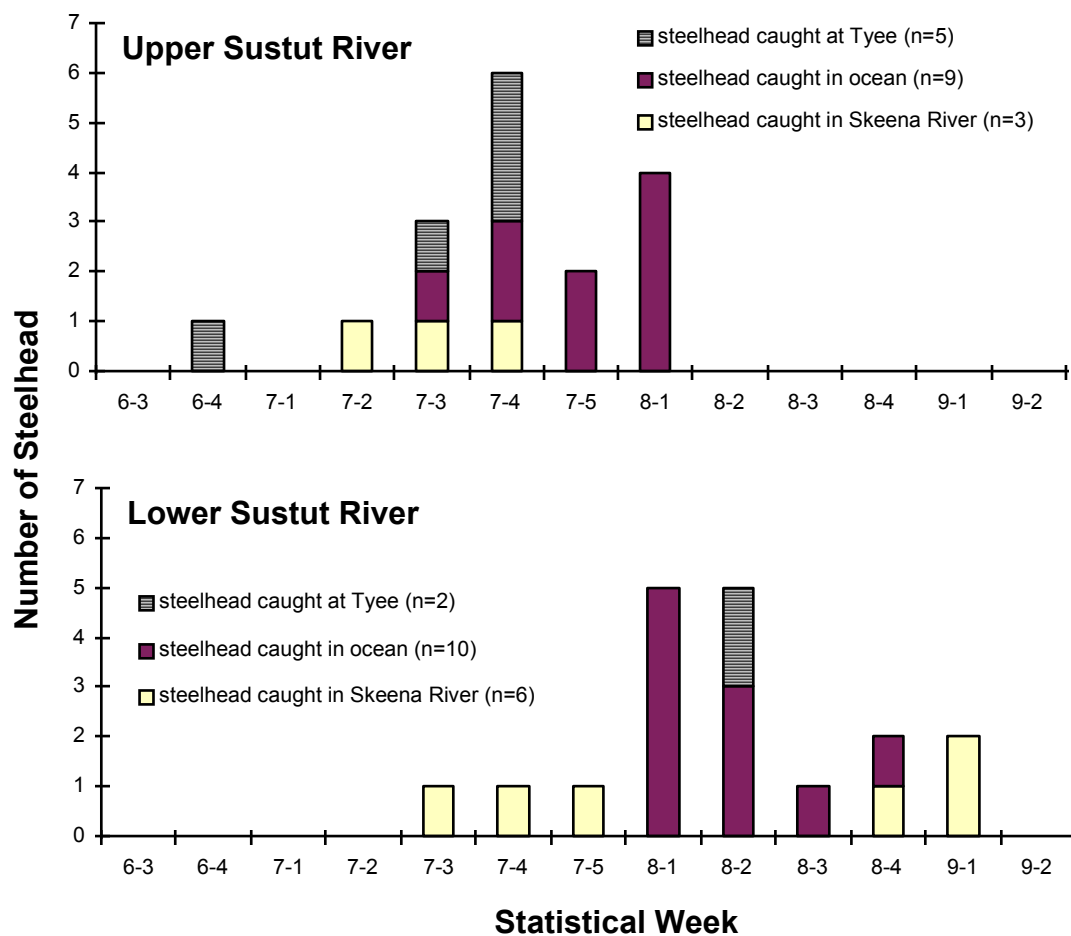 Upper Sustut River
steelhead caught at Tyee (n=5)
steelhead caught in ocean (n=9)
steelhead caught in Skeena River (n=3)
7
6
5
4
3
2
1
0
6-3 6-4 7-1 7-2 7-3 7-4 7-5 8-1 8-2 8-3 8-4 9-1 9-2
Number of Steelhead
Lower Sustut River
steelhead caught at Tyee (n=2)
steelhead caught in ocean (n=10)
steelhead caught in Skeena River (n=6)
7
6
5
4
3
2
1
0
6-3 6-4 7-1 7-2 7-3 7-4 7-5 8-1 8-2 8-3 8-4 9-1 9-2
Statistical Week